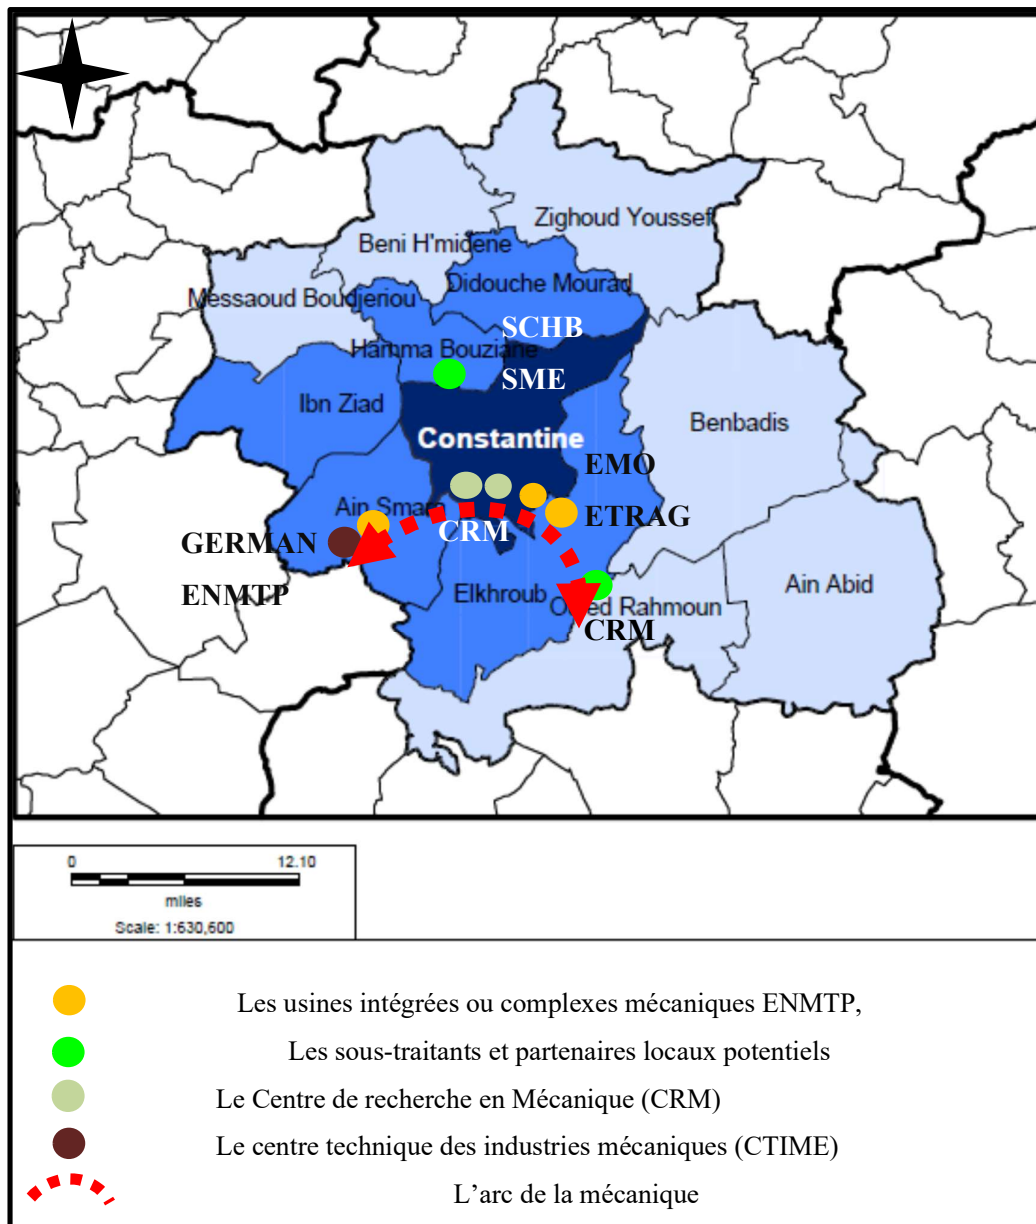 Zighoud Youssef
Beni H'midene
Didouche Mourad
Messaoud Boudjeriou
SCHB
Hamma Bouziane
SME
Ibn Ziad
Benbadis
Constantine
EMO
Ain Smara
ETRAG
CRM
GERMAN
ENMTP
Elkhroub
Ain Abid
Oued Rahmoun
CRM
0 12.10
miles
Scale: 1:630,600
Les usines intégrées ou complexes mécaniques ENMTP,
Les sous-traitants et partenaires locaux potentiels
Le Centre de recherche en Mécanique (CRM)
Le centre technique des industries mécaniques (CTIME)
L'arc de la mécanique